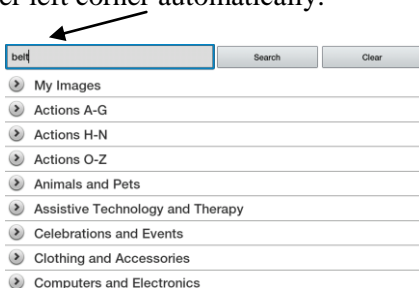 er left corner automatically.
belt Search Clear
My Images
Actions A-G
Actions H-N
Actions O-Z
Animals and Pets
Assistive Technology and Therapy
Celebrations and Events
Clothing and Accessories
Computers and Electronics